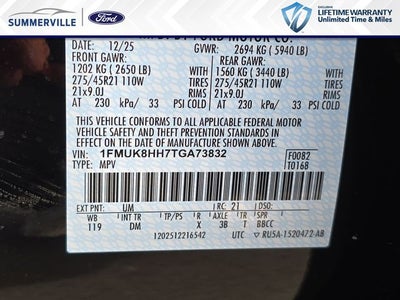 SUMMERVILLE Ford
EXCLUSIVE
LIFETIME WARRANTY
Unlimited Time & Miles
BY FORD MOTOR CO.
DATE: 12/25 GVWR: 2694 KG ( 5940 LB)
FRONT GAWR: REAR GAWR:
1202 KG ( 2650 LB) 1560 KG ( 3440 LB)
275/45R21 110W 275/45R21 110W
21x9.0J 21x9.0J
AT 230 kPa/ 33 PSI COLD AT 230 kPa/ 33 PSI COLD
THIS VEHICLE CONFORMS TO ALL APPLICABLE FEDERAL MOTOR
VEHICLE SAFETY AND THEFT PREVENTION STANDARDS IN
EFFECT ON THE DATE OF MANUFACTURE SHOWN ABOVE.
VIN: 1FMUK8HH7TGA73832 F0082
TYPE: MPV T0168
EXT PNT: UM RC: 21 DSO:
WB INT TR TP/PS R AXLE TR SPR
119 DM X 3B T BBCC
1202512216542 UTC RU5A-1520472-AB